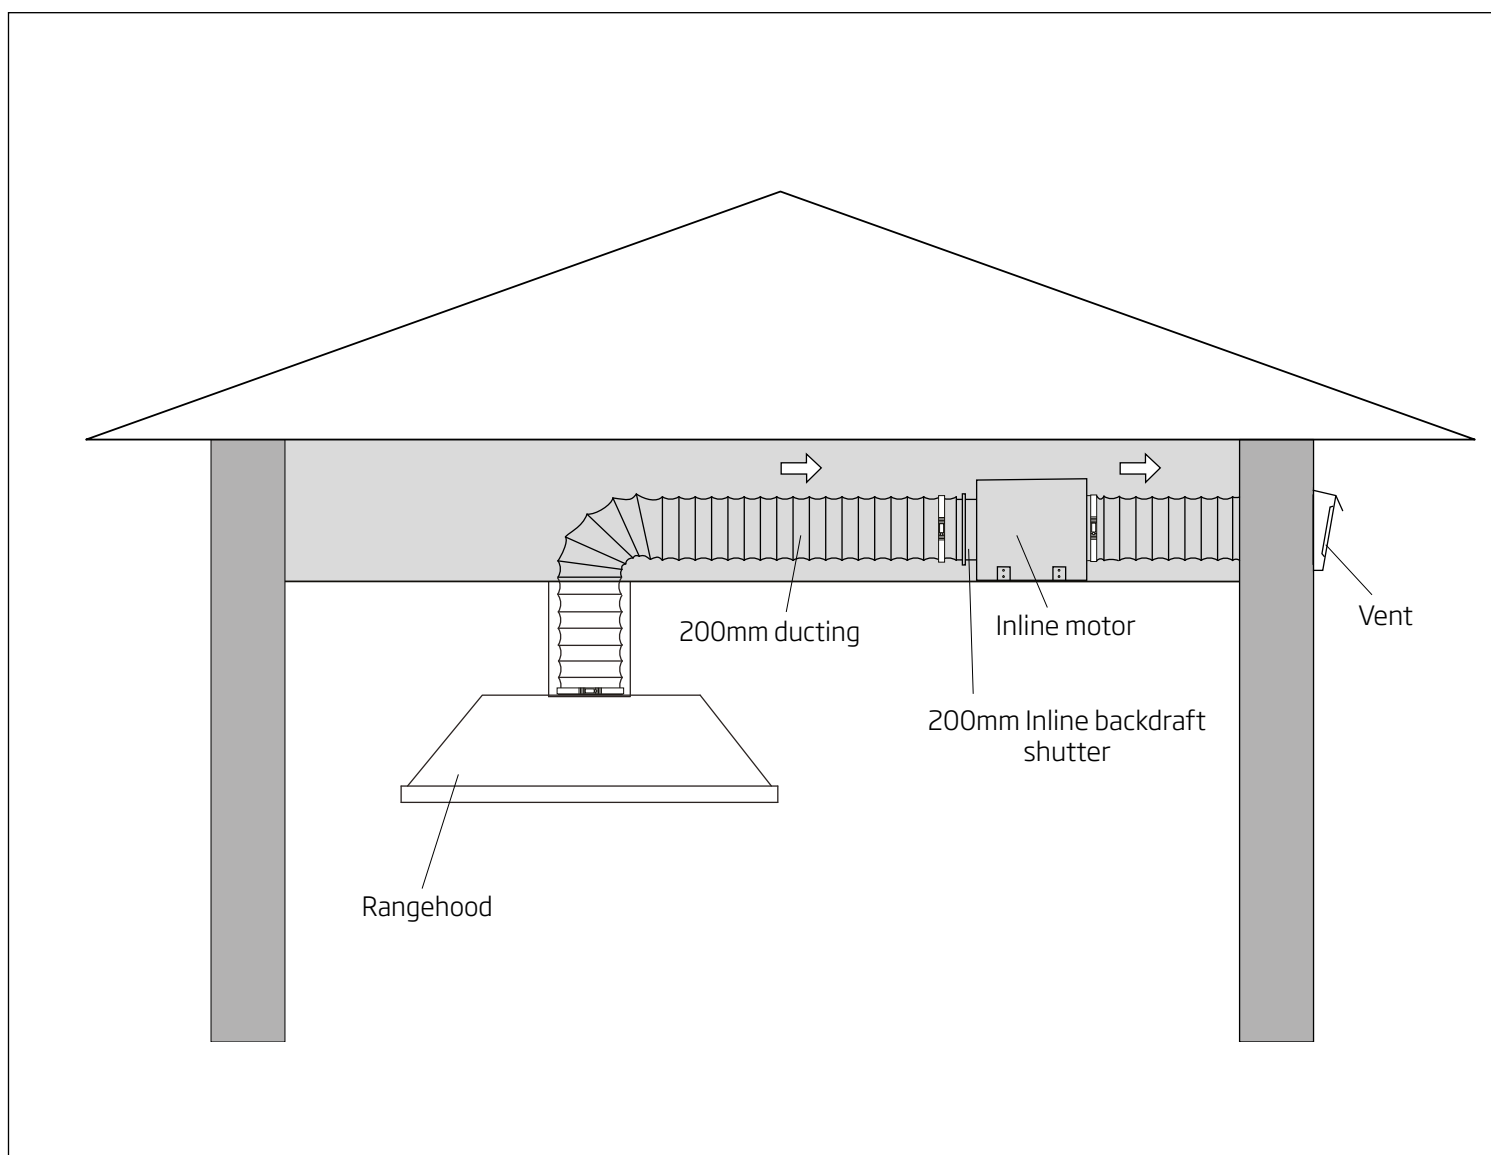 200mm ducting
Inline motor
Vent
200mm Inline backdraft
shutter
Rangehood